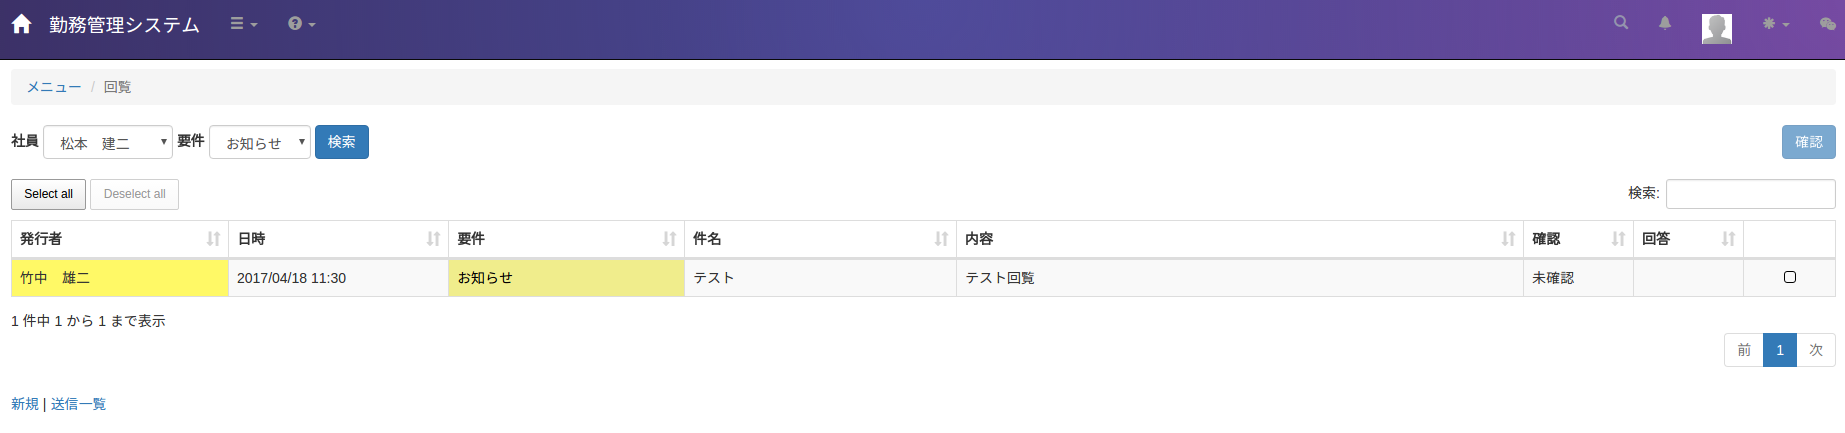 勤務管理システム
メニュー / 回覧
社員 松本　建二 要件 お知らせ 検索 確認
Select all Deselect all 検索:
発行者 日時 要件 件名 内容 確認 回答
竹中　雄二 2017/04/18 11:30 お知らせ テスト テスト回覧 未確認
1 件中 1 から 1 まで表示
前 1 次
新規 | 送信一覧